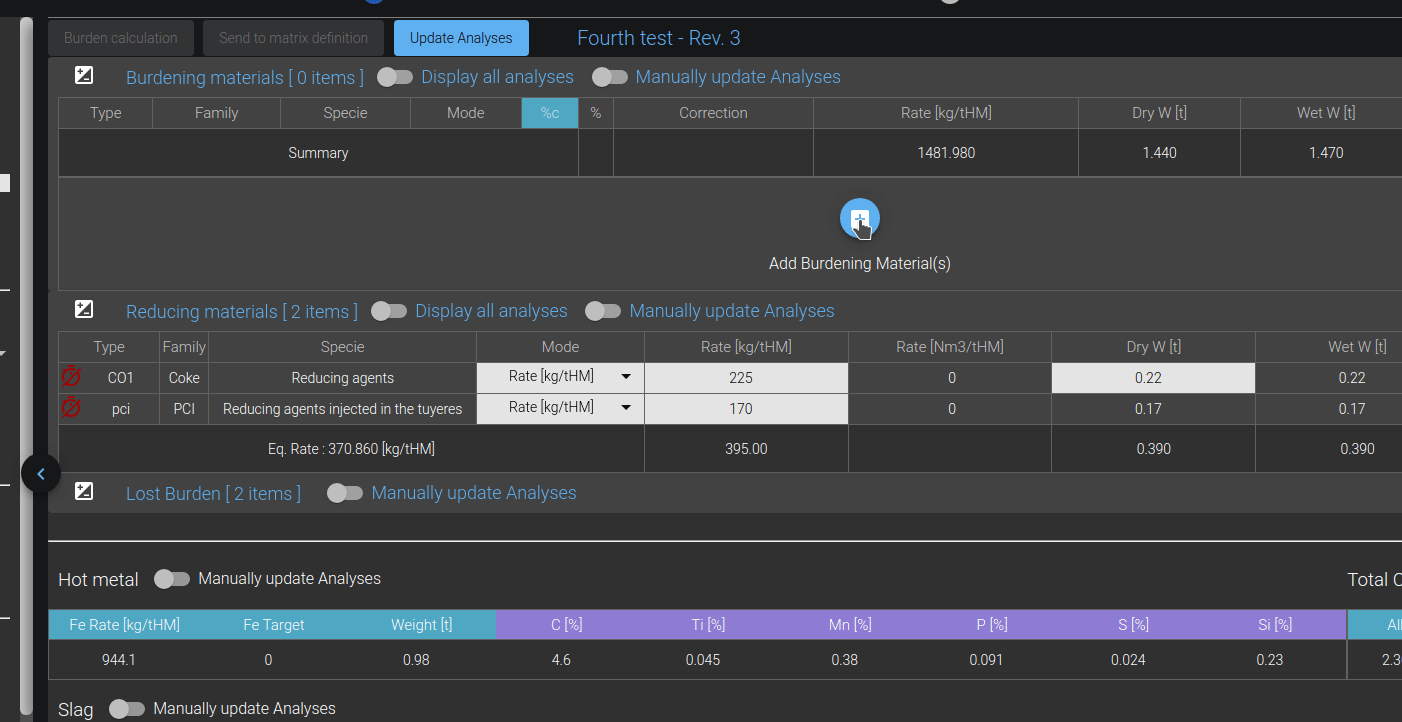 Burden calculation Send to matrix definition Update Analyses Fourth test - Rev. 3
Burdening materials [ 0 items ] Display all analyses Manually update Analyses
Type Family Specie Mode %c % Correction Rate [kg/tHM] Dry W [t] Wet W [t]
Summary 1481.980 1.440 1.470
Add Burdening Material(s)
Reducing materials [ 2 items ] Display all analyses Manually update Analyses
Type Family Specie Mode Rate [kg/tHM] Rate [Nm3/tHM] Dry W [t] Wet W [t]
CO1 Coke Reducing agents Rate [kg/tHM] 225 0 0.22 0.22
pci PCI Reducing agents injected in the tuyeres Rate [kg/tHM] 170 0 0.17 0.17
Eq. Rate : 370.860 [kg/tHM] 395.00 0.390 0.390
Lost Burden [ 2 items ] Manually update Analyses
Hot metal Manually update Analyses Total
Fe Rate [kg/tHM] Fe Target Weight [t] C [%] Ti [%] Mn [%] P [%] S [%] Si [%]
944.1 0 0.98 4.6 0.045 0.38 0.091 0.024 0.23
Slag Manually update Analyses